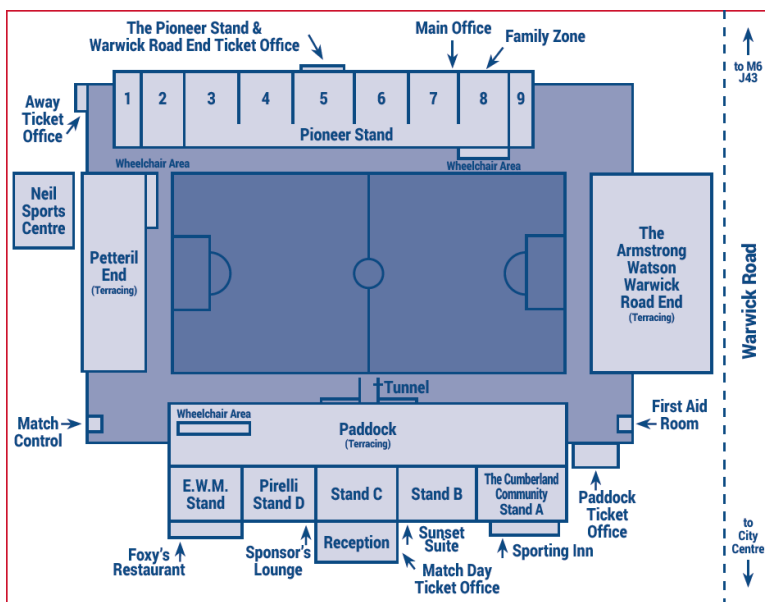 The Pioneer Stand &
Warwick Road End Ticket Office
Main Office
Family Zone
to M6
J43
Away
Ticket
Office
1 2 3 4 5 6 7 8 9
Pioneer Stand
Wheelchair Area
Wheelchair Area
Neil
Sports
Centre
Petteril
End
(Terracing)
The
Armstrong
Watson
Warwick
Road End
(Terracing)
Warwick Road
Tunnel
Match
Control
Wheelchair Area
Paddock
(Terracing)
First Aid
Room
E.W.M.
Stand
Pirelli
Stand D
Stand C
Stand B
The Cumberland
Community
Stand A
Paddock
Ticket
Office
Foxy's
Restaurant
Sponsor's
Lounge
Reception
Sunset
Suite
Match Day
Ticket Office
Sporting Inn
to
City
Centre